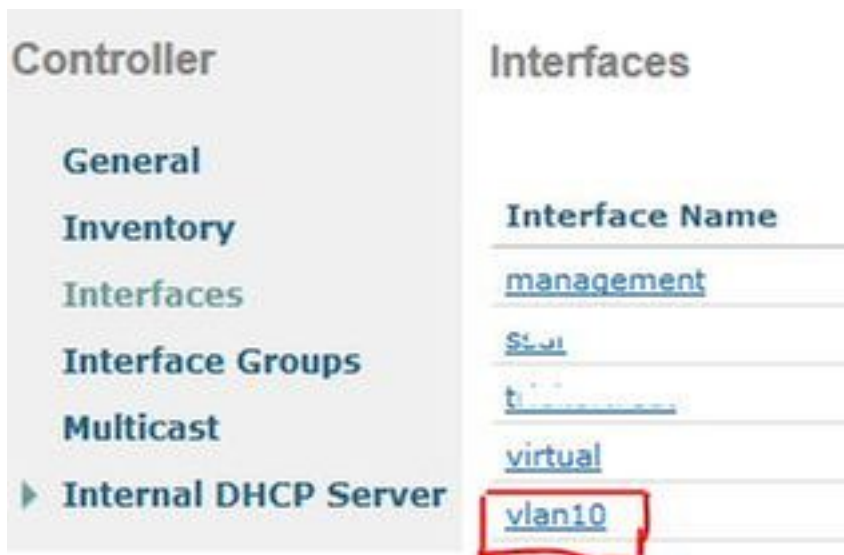 Controller
General
Inventory
Interfaces
Interface Groups
Multicast
Internal DHCP Server
Interfaces
Interface Name
management
virtual
vlan10